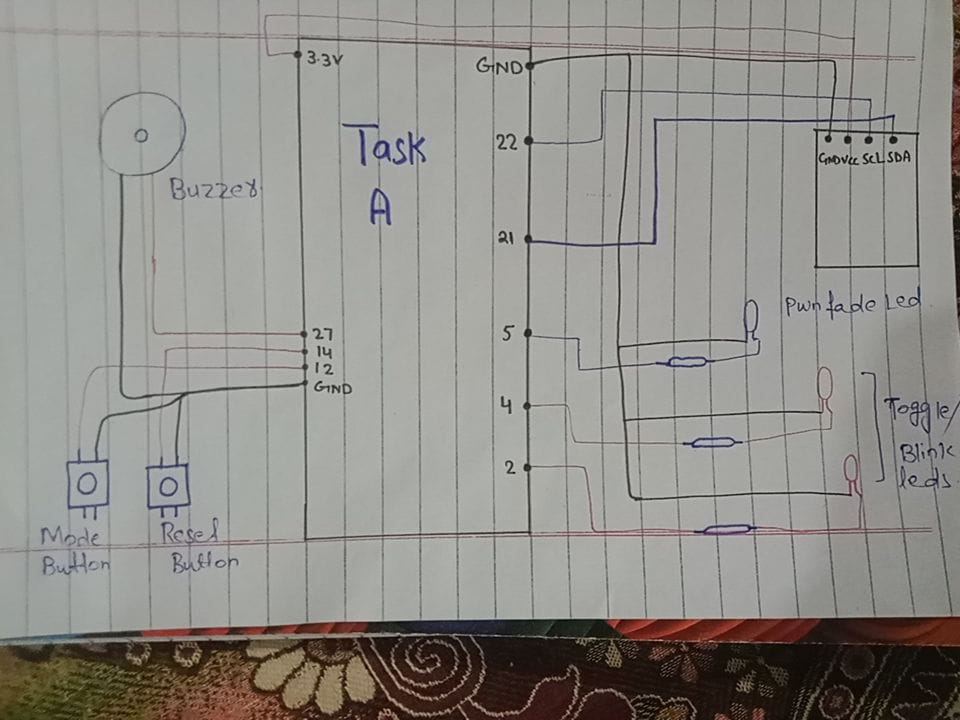 3.3V
GND
Task
A
22
GND VCC SCL SDA
Buzzer
21
Pwm fade Led
27
5
14
12
GND
4
Toggle/
Blink
leds
2
Mode
Button
Reset
Button